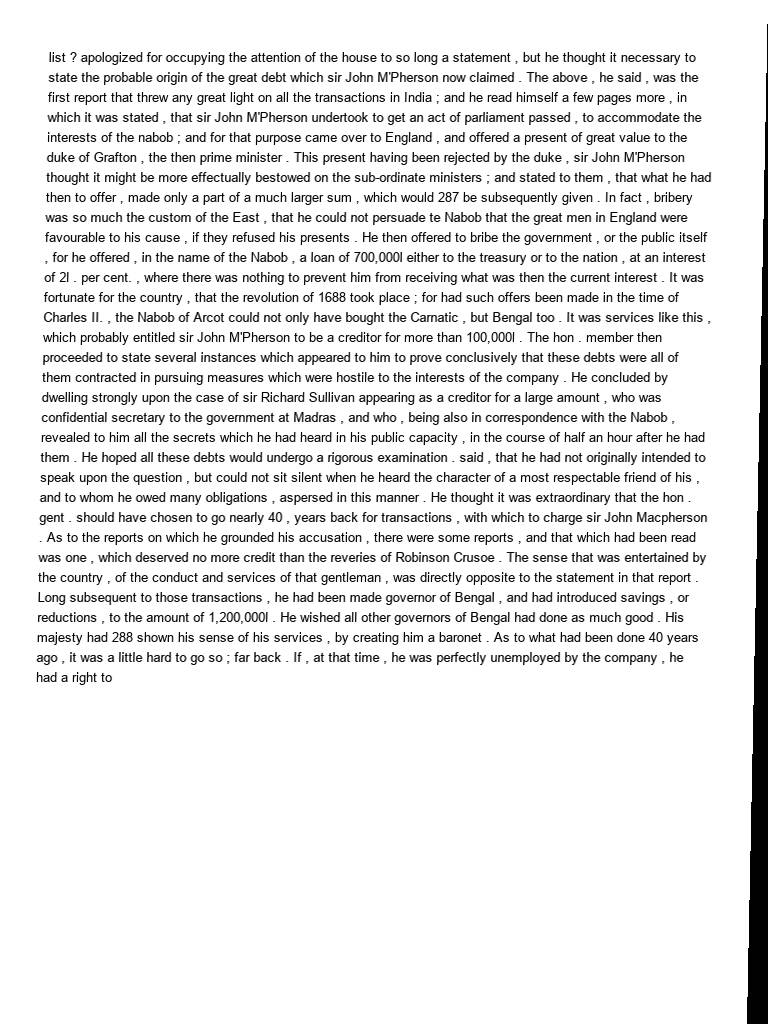 list ? apologized for occupying the attention of the house to so long a statement , but he thought it necessary to
state the probable origin of the great debt which sir John M'Pherson now claimed . The above , he said , was the
first report that threw any great light on all the transactions in India ; and he read himself a few pages more , in
which it was stated , that sir John M'Pherson undertook to get an act of parliament passed , to accommodate the
interests of the nabob ; and for that purpose came over to England , and offered a present of great value to the
duke of Grafton , the then prime minister . This present having been rejected by the duke , sir John M'Pherson
thought it might be more effectually bestowed on the sub-ordinate ministers ; and stated to them , that what he had
then to offer , made only a part of a much larger sum , which would 287 be subsequently given . In fact , bribery
was so much the custom of the East , that he could not persuade te Nabob that the great men in England were
favourable to his cause , if they refused his presents . He then offered to bribe the government , or the public itself
, for he offered , in the name of the Nabob , a loan of 700,000l either to the treasury or to the nation , at an interest
of 2l . per cent. , where there was nothing to prevent him from receiving what was then the current interest . It was
fortunate for the country , that the revolution of 1688 took place ; for had such offers been made in the time of
Charles II. , the Nabob of Arcot could not only have bought the Carnatic , but Bengal too . It was services like this ,
which probably entitled sir John M'Pherson to be a creditor for more than 100,000l . The hon . member then
proceeded to state several instances which appeared to him to prove conclusively that these debts were all of
them contracted in pursuing measures which were hostile to the interests of the company . He concluded by
dwelling strongly upon the case of sir Richard Sullivan appearing as a creditor for a large amount , who was
confidential secretary to the government at Madras , and who , being also in correspondence with the Nabob ,
revealed to him all the secrets which he had heard in his public capacity , in the course of half an hour after he had
them . He hoped all these debts would undergo a rigorous examination . said , that he had not originally intended to
speak upon the question , but could not sit silent when he heard the character of a most respectable friend of his ,
and to whom he owed many obligations , aspersed in this manner . He thought it was extraordinary that the hon .
gent . should have chosen to go nearly 40 , years back for transactions , with which to charge sir John Macpherson
. As to the reports on which he grounded his accusation , there were some reports , and that which had been read
was one , which deserved no more credit than the reveries of Robinson Crusoe . The sense that was entertained by
the country , of the conduct and services of that gentleman , was directly opposite to the statement in that report .
Long subsequent to those transactions , he had been made governor of Bengal , and had introduced savings , or
reductions , to the amount of 1,200,000l . He wished all other governors of Bengal had done as much good . His
majesty had 288 shown his sense of his services , by creating him a baronet . As to what had been done 40 years
ago , it was a little hard to go so ; far back . If , at that time , he was perfectly unemployed by the company , he
had a right to